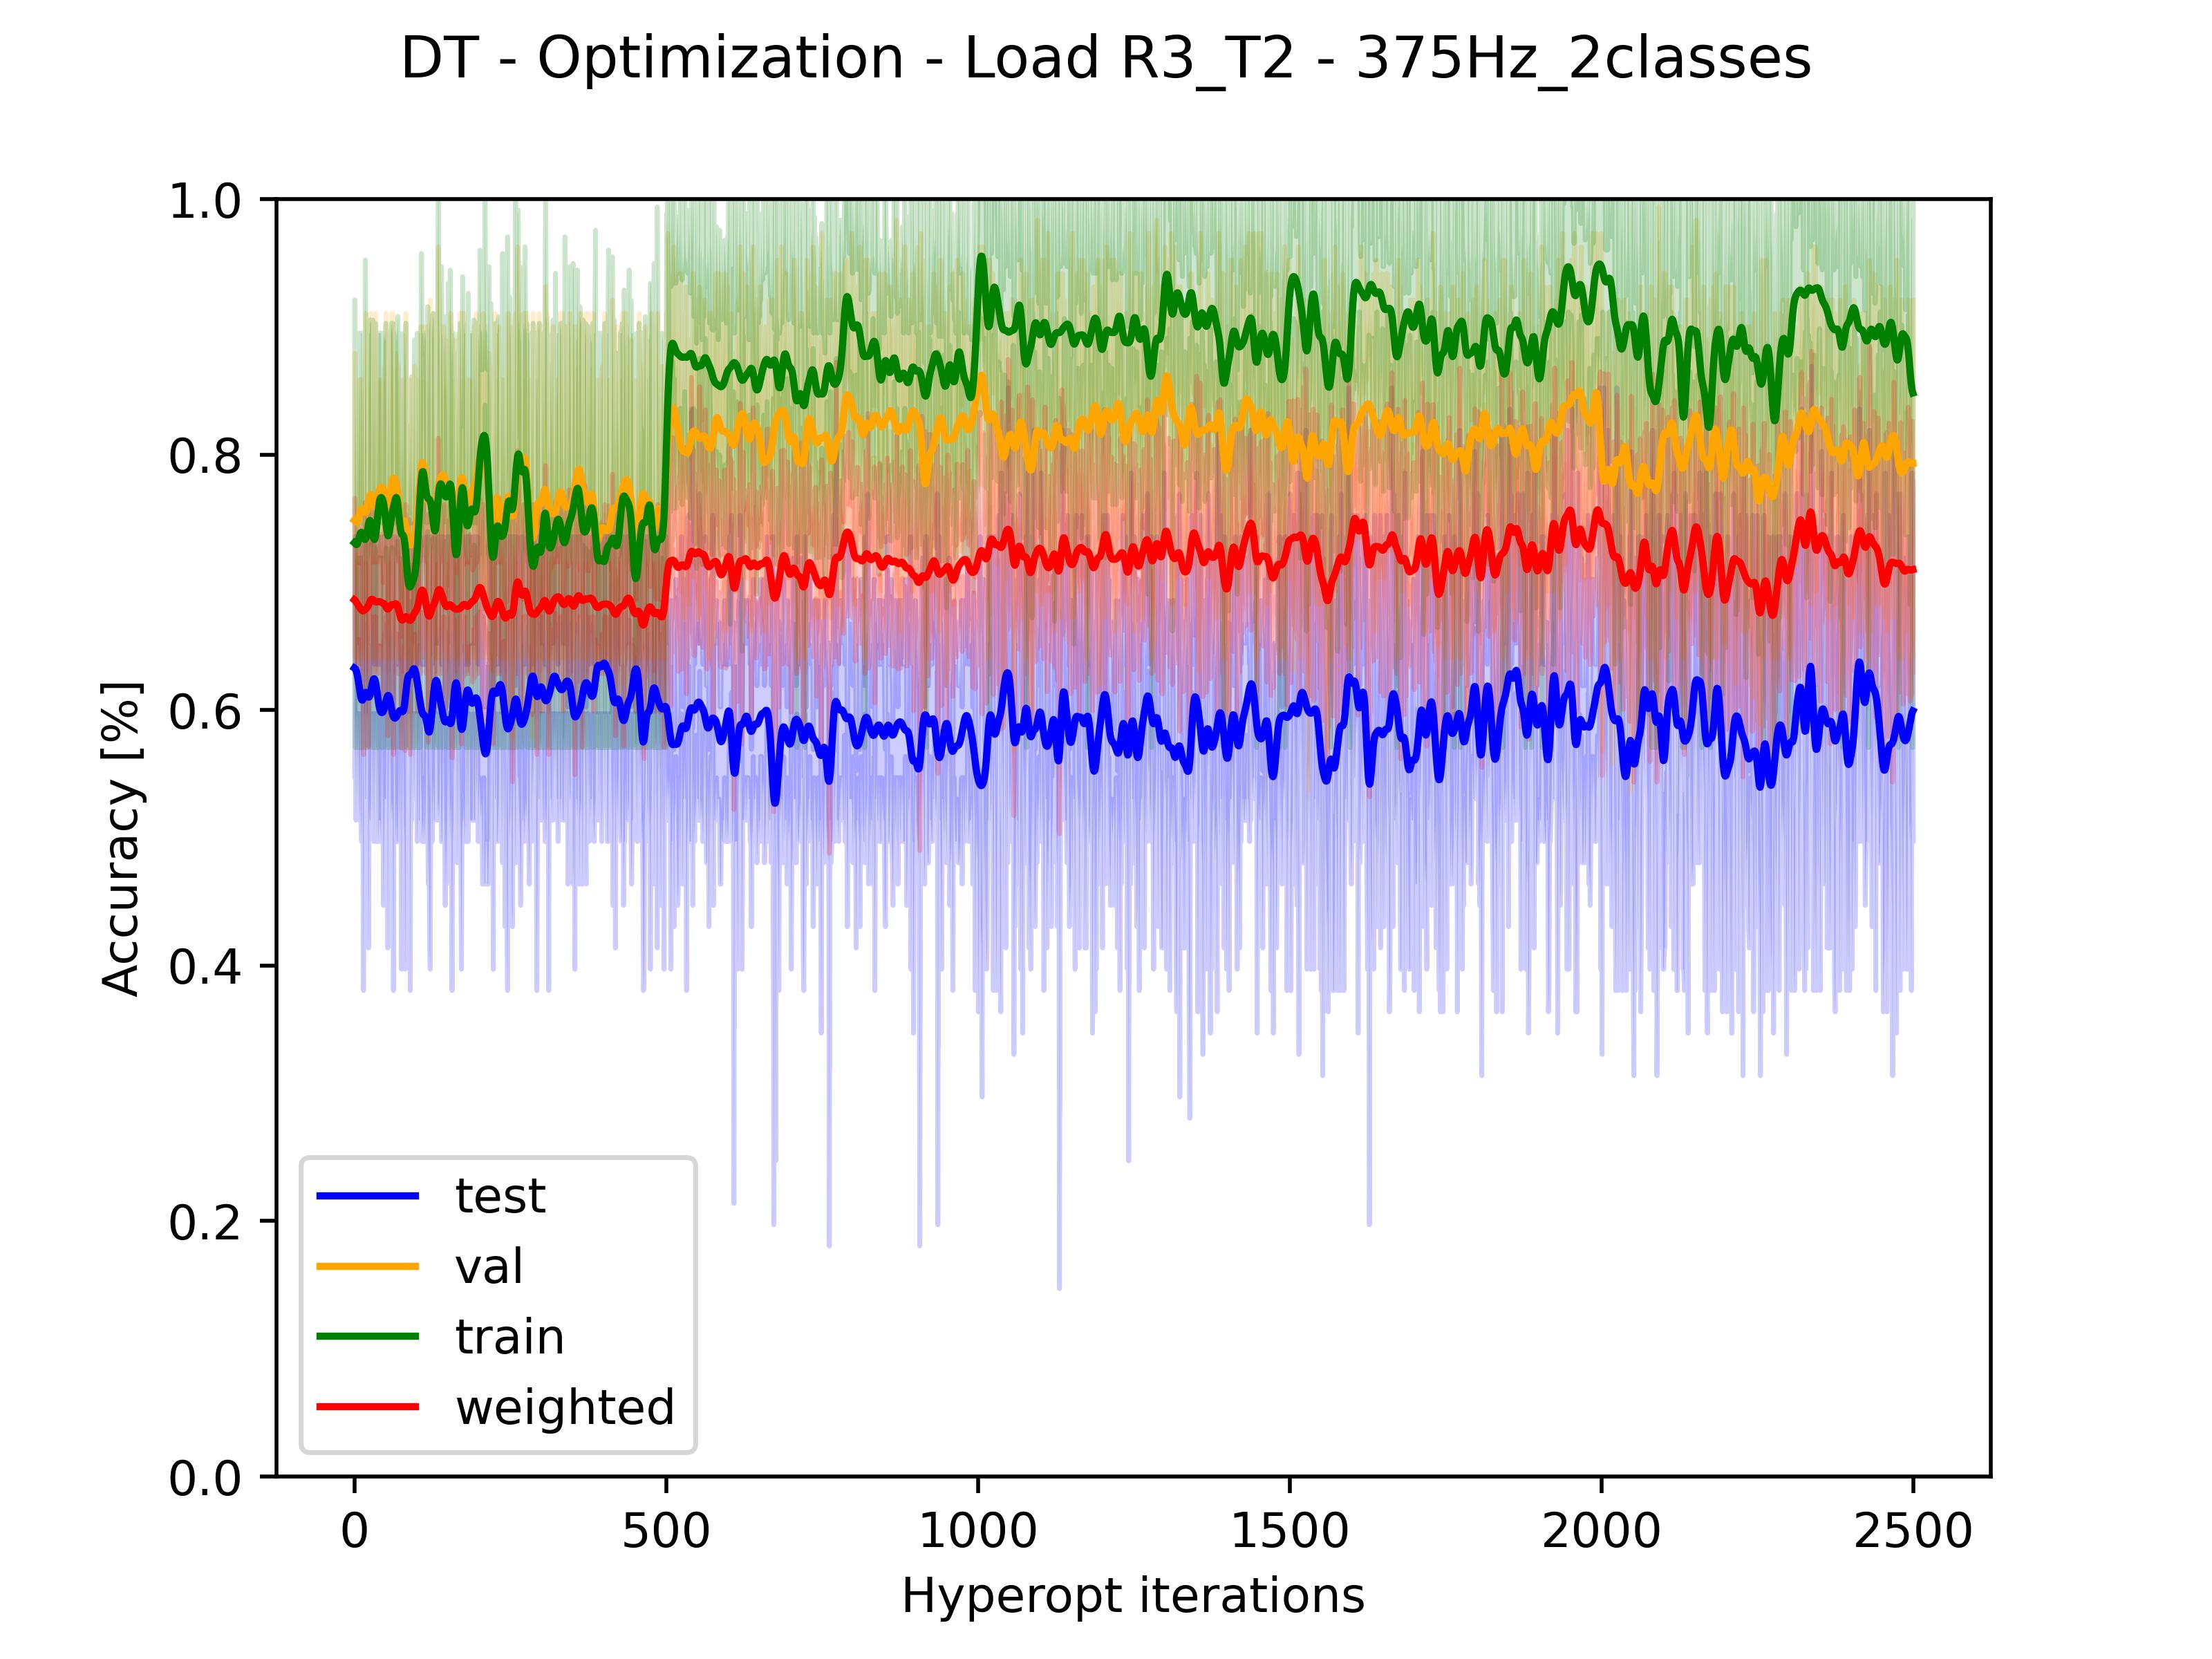 DT - Optimization - Load R3_T2 - 375Hz_2classes
1.0
0.8
0.6
0.4
0.2
0.0
Accuracy [%]
test
val
train
weighted
0 500 1000 1500 2000 2500
Hyperopt iterations